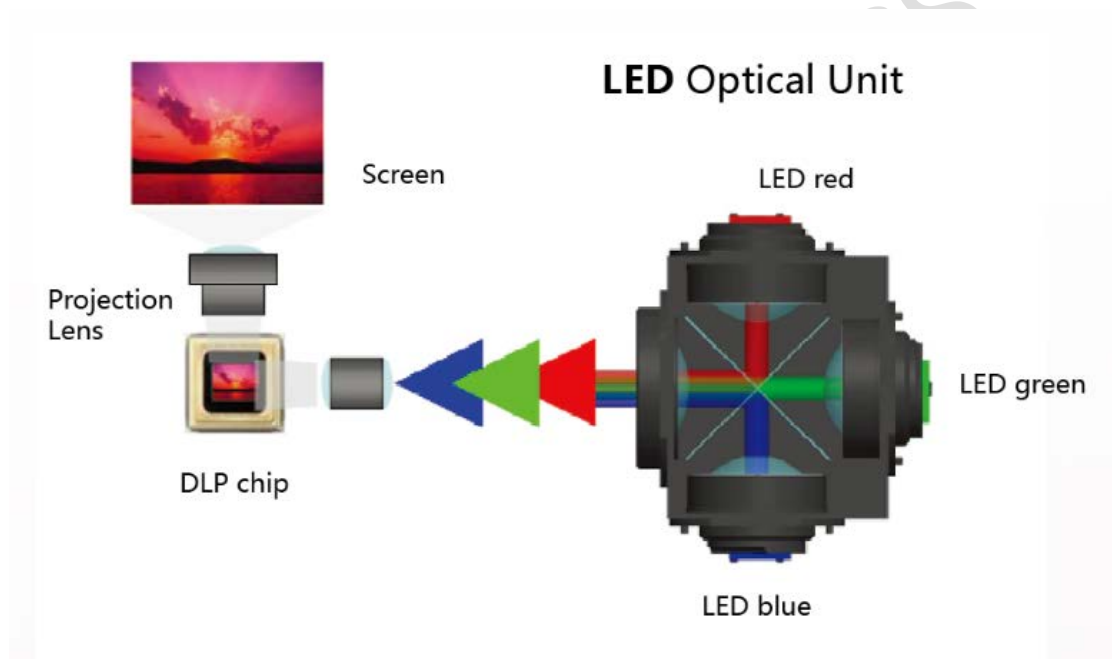 LED Optical Unit
Screen
LED red
Projection
Lens
LED green
DLP chip
LED blue